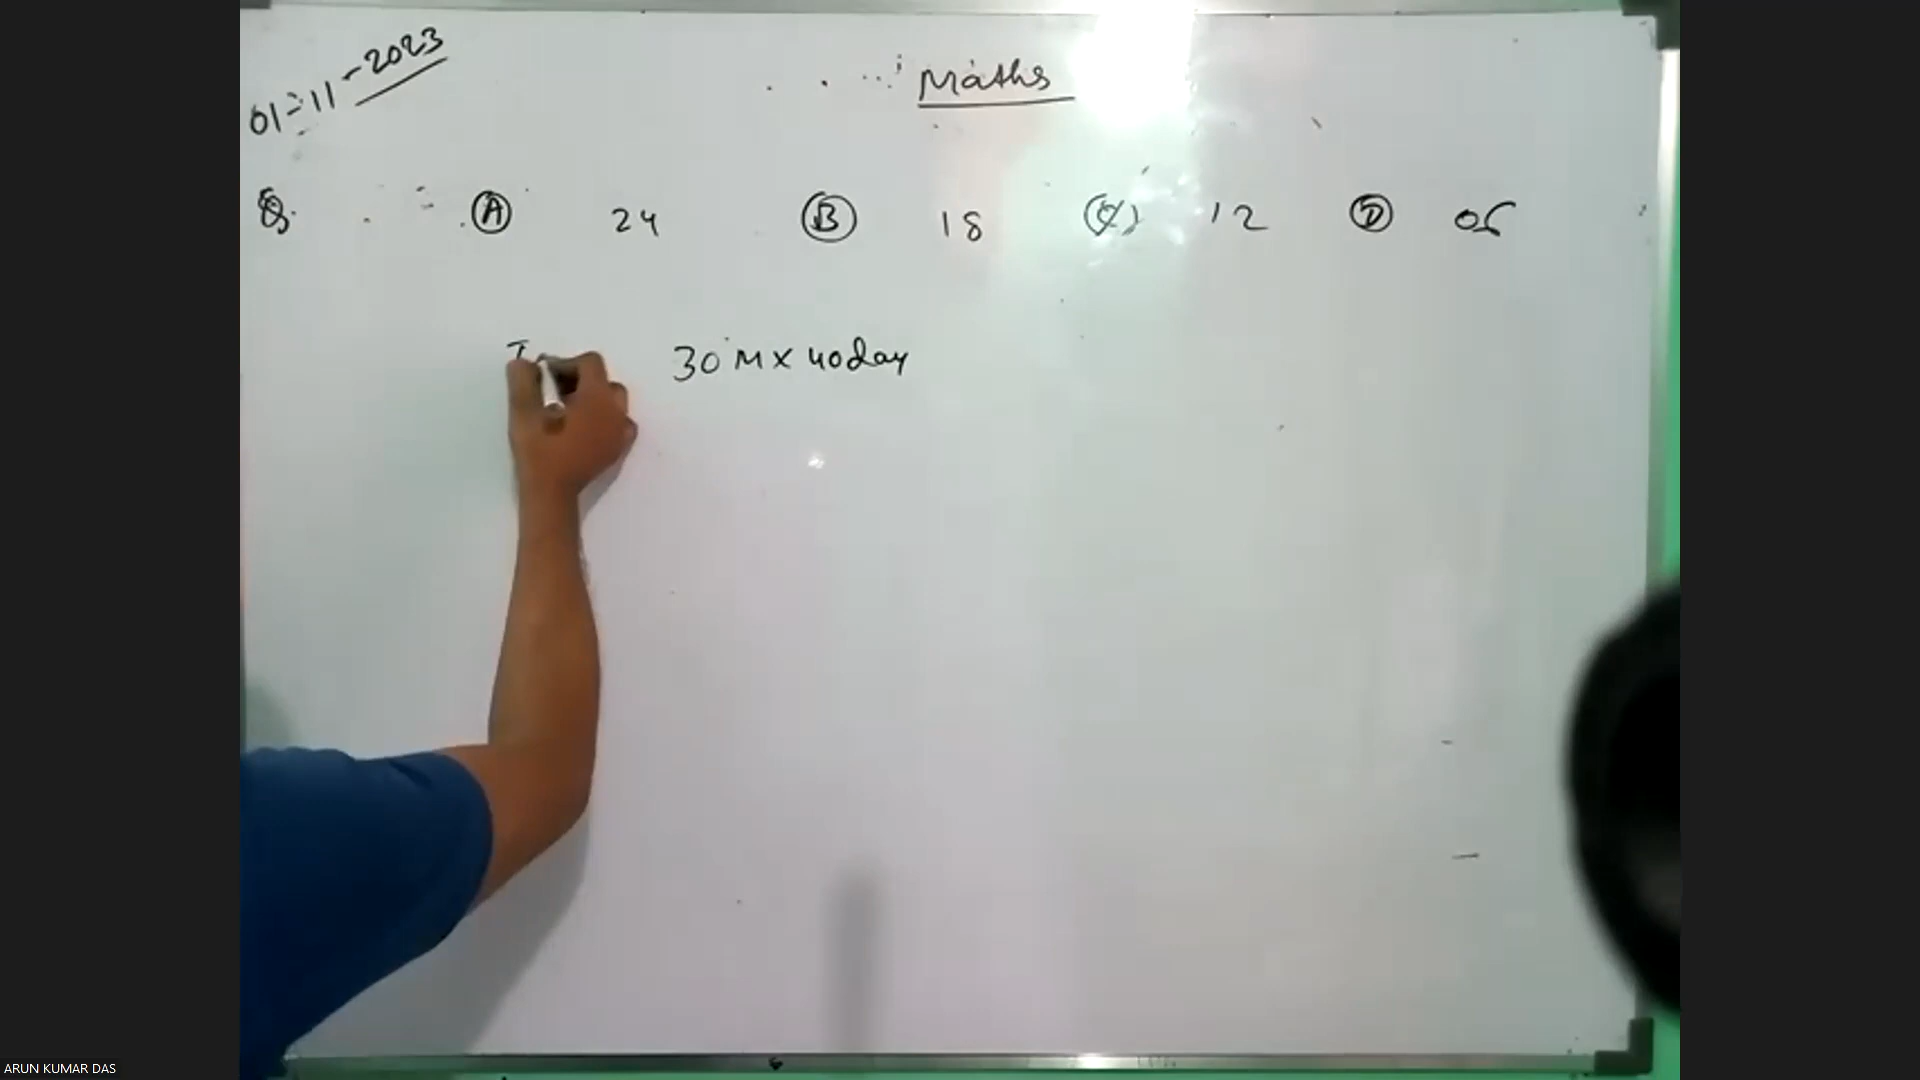 01-11-2023
Maths
Q. A 24 B 18 C 12 D 06
30 M x 40 day
ARUN KUMAR DAS